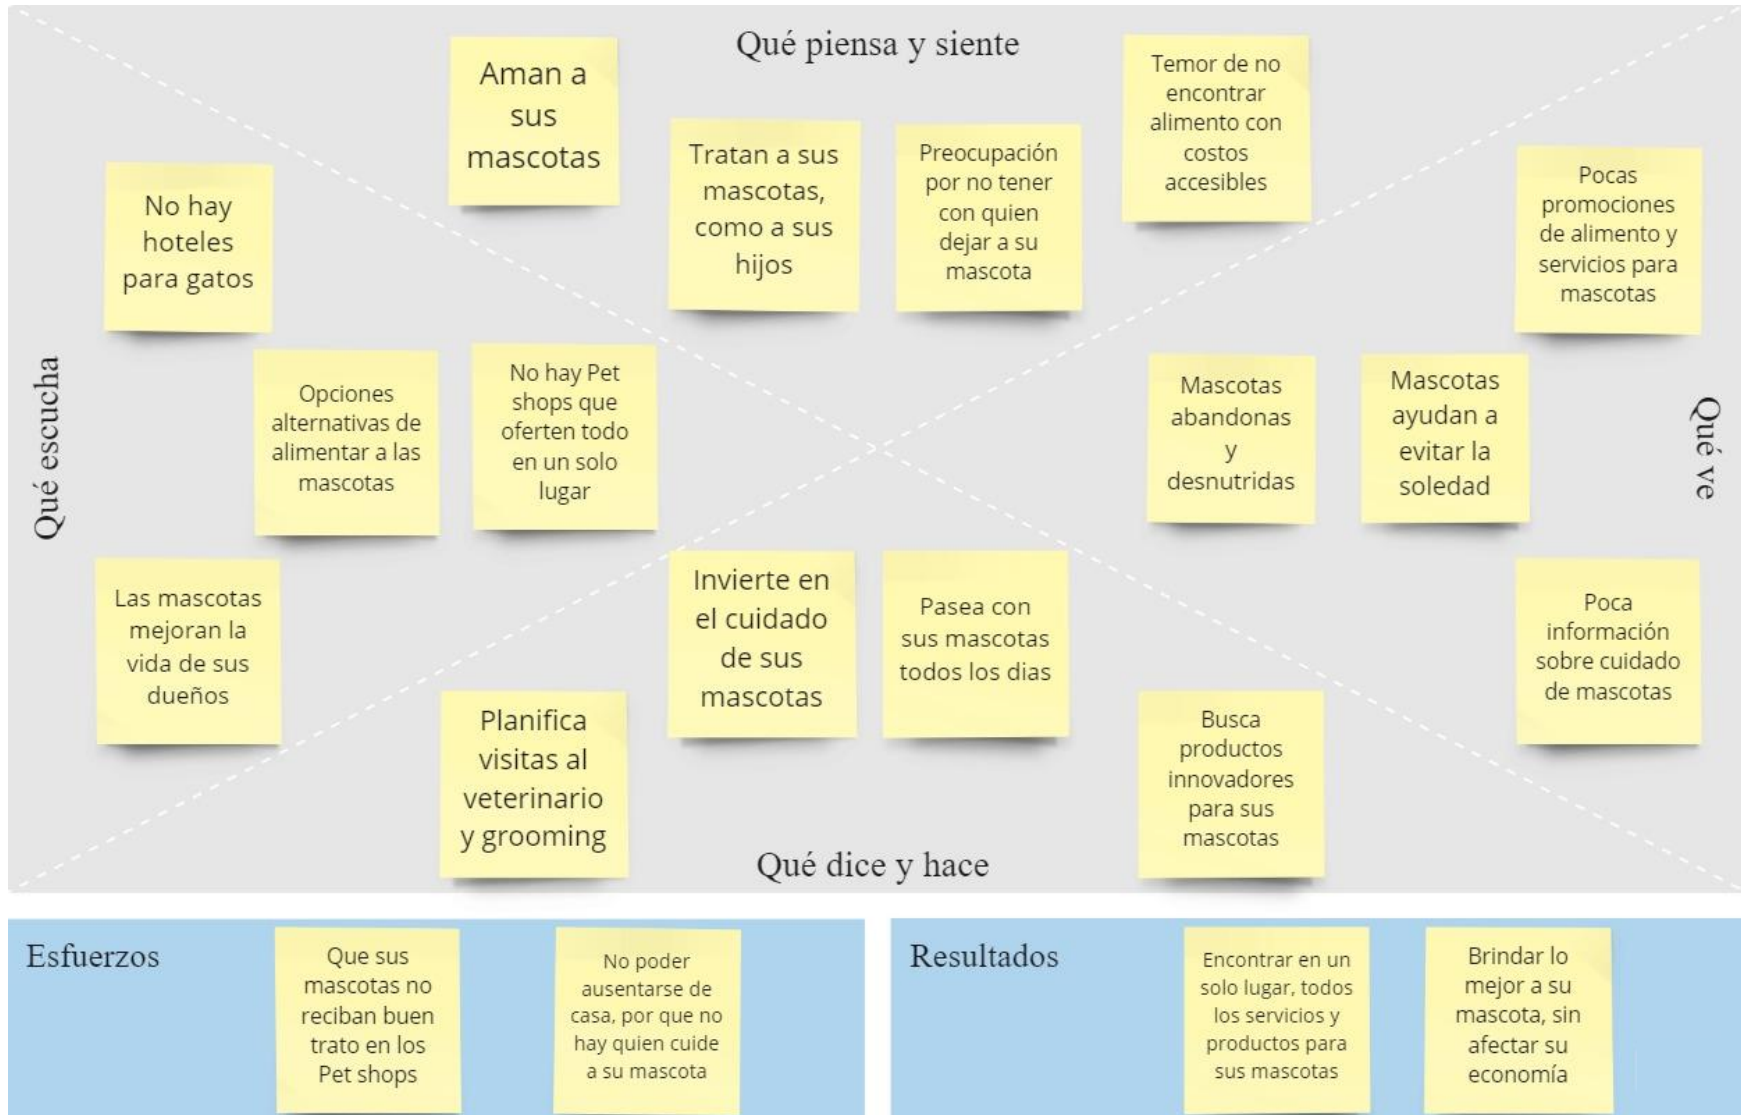 Qué piensa y siente
Aman a
sus
mascotas
Tratan a sus
mascotas,
como a sus
hijos
Preocupación
por no tener
con quien
dejar a su
mascota
Temor de no
encontrar
alimento con
costos
accesibles
Qué escucha
No hay
hoteles
para gatos
Opciones
alternativas de
alimentar a las
mascotas
No hay Pet
shops que
oferten todo
en un solo
lugar
Las mascotas
mejoran la
vida de sus
dueños
Qué ve
Pocas
promociones
de alimento y
servicios para
mascotas
Mascotas
abandonas
y
desnutridas
Mascotas
ayudan a
evitar la
soledad
Poca
información
sobre cuidado
de mascotas
Planifica
visitas al
veterinario
y grooming
Invierte en
el cuidado
de sus
mascotas
Pasea con
sus mascotas
todos los dias
Busca
productos
innovadores
para sus
mascotas
Qué dice y hace
Esfuerzos
Que sus
mascotas no
reciban buen
trato en los
Pet shops
No poder
ausentarse de
casa, por que no
hay quien cuide
a su mascota
Resultados
Encontrar en un
solo lugar, todos
los servicios y
productos para
sus mascotas
Brindar lo
mejor a su
mascota, sin
afectar su
economía